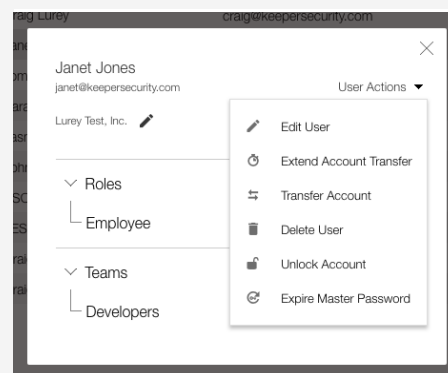 raig Lurey craig@keepersecurity.com
Janet Jones
janet@keepersecurity.com
User Actions
Lurey Test, Inc.
Edit User
Extend Account Transfer
Transfer Account
Delete User
Unlock Account
Expire Master Password
Roles
Employee
Teams
Developers